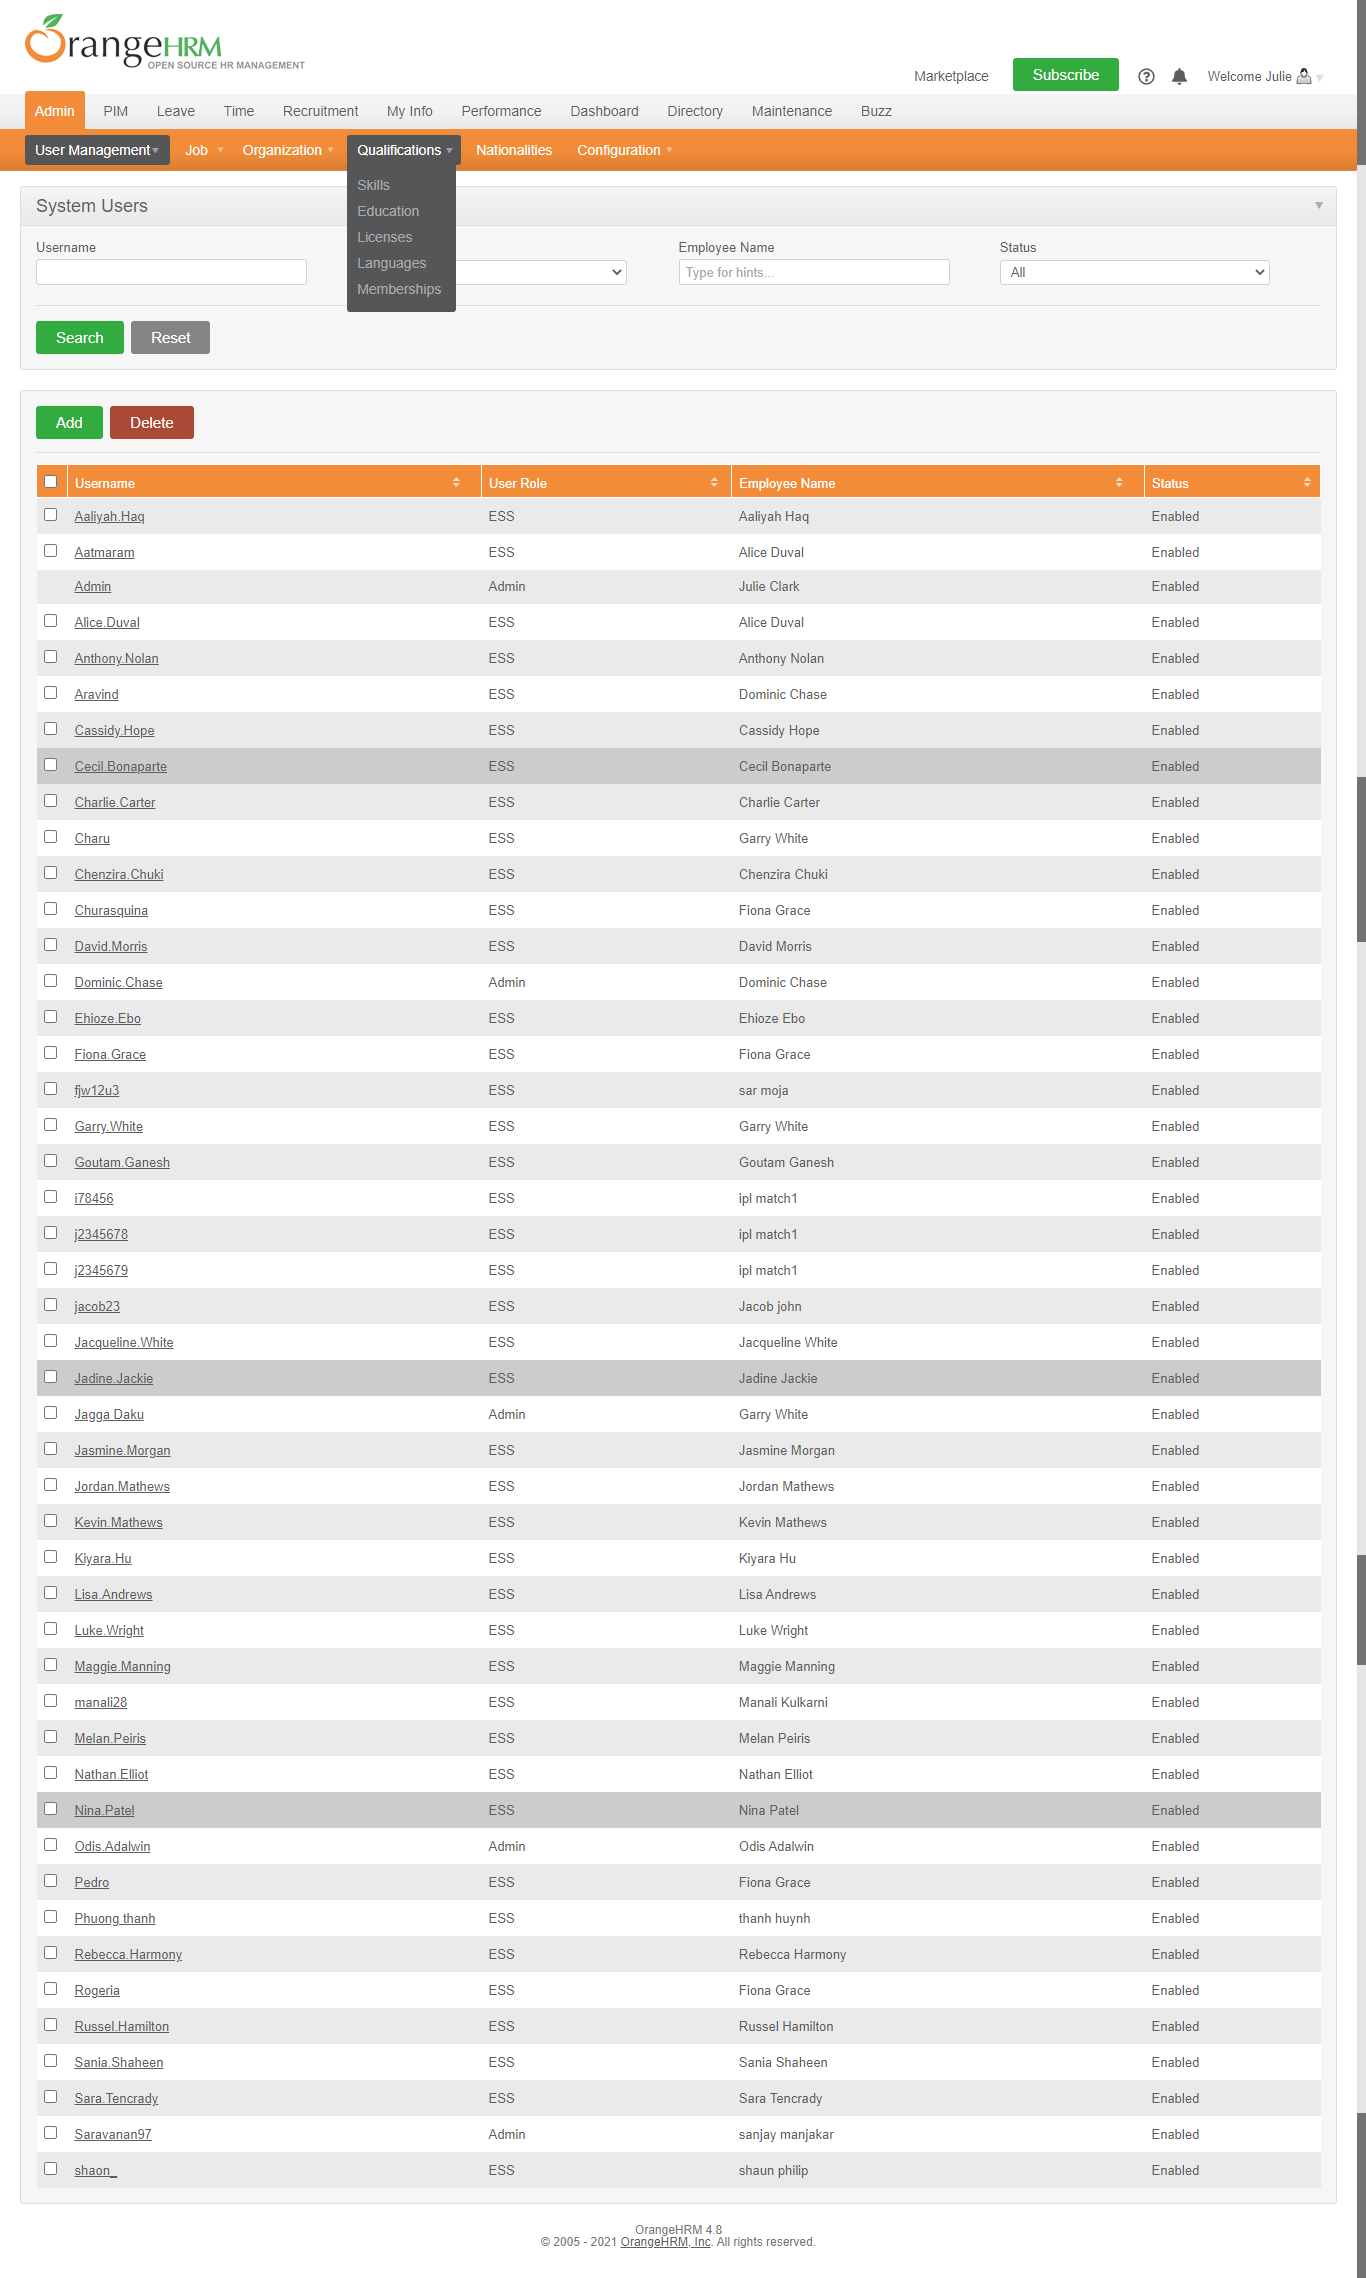 OrangeHRM
OPEN SOURCE HR MANAGEMENT
Marketplace Subscribe Welcome Julie
Admin PIM Leave Time Recruitment My Info Performance Dashboard Directory Maintenance Buzz
User Management Job Organization Qualifications Nationalities Configuration
Skills
Education
Licenses
Languages
Memberships
System Users
Username Employee Name Status
Type for hints... All
Search Reset
Add Delete
Username User Role Employee Name Status
Aaliyah.Haq ESS Aaliyah Haq Enabled
Aatmaram ESS Alice Duval Enabled
Admin Admin Julie Clark Enabled
Alice.Duval ESS Alice Duval Enabled
Anthony.Nolan ESS Anthony Nolan Enabled
Aravind ESS Dominic Chase Enabled
Cassidy.Hope ESS Cassidy Hope Enabled
Cecil.Bonaparte ESS Cecil Bonaparte Enabled
Charlie.Carter ESS Charlie Carter Enabled
Charu ESS Garry White Enabled
Chenzira.Chuki ESS Chenzira Chuki Enabled
Churasquina ESS Fiona Grace Enabled
David.Morris ESS David Morris Enabled
Dominic.Chase Admin Dominic Chase Enabled
Ehioze.Ebo ESS Ehioze Ebo Enabled
Fiona.Grace ESS Fiona Grace Enabled
fjw12u3 ESS sar moja Enabled
Garry.White ESS Garry White Enabled
Goutam.Ganesh ESS Goutam Ganesh Enabled
i78456 ESS ipl match1 Enabled
j2345678 ESS ipl match1 Enabled
j2345679 ESS ipl match1 Enabled
jacob23 ESS Jacob john Enabled
Jacqueline.White ESS Jacqueline White Enabled
Jadine.Jackie ESS Jadine Jackie Enabled
Jagga Daku Admin Garry White Enabled
Jasmine.Morgan ESS Jasmine Morgan Enabled
Jordan.Mathews ESS Jordan Mathews Enabled
Kevin.Mathews ESS Kevin Mathews Enabled
Kiyara.Hu ESS Kiyara Hu Enabled
Lisa.Andrews ESS Lisa Andrews Enabled
Luke.Wright ESS Luke Wright Enabled
Maggie.Manning ESS Maggie Manning Enabled
manali28 ESS Manali Kulkarni Enabled
Melan.Peiris ESS Melan Peiris Enabled
Nathan.Elliot ESS Nathan Elliot Enabled
Nina.Patel ESS Nina Patel Enabled
Odis.Adalwin Admin Odis Adalwin Enabled
Pedro ESS Fiona Grace Enabled
Phuong thanh ESS thanh huynh Enabled
Rebecca.Harmony ESS Rebecca Harmony Enabled
Rogeria ESS Fiona Grace Enabled
Russel.Hamilton ESS Russel Hamilton Enabled
Sania.Shaheen ESS Sania Shaheen Enabled
Sara.Tencrady ESS Sara Tencrady Enabled
Saravanan97 Admin sanjay manjakar Enabled
shaon_ ESS shaun philip Enabled
OrangeHRM 4.8
© 2005 - 2021 OrangeHRM, Inc. All rights reserved.